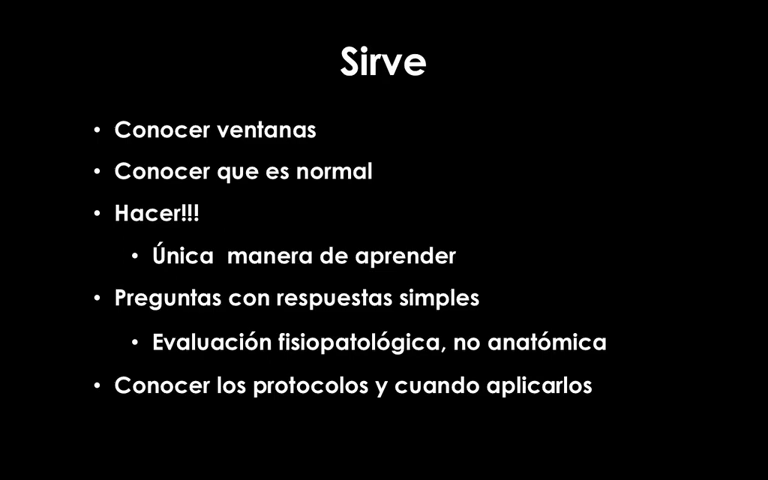 Sirve
• Conocer ventanas
• Conocer que es normal
• Hacer!!!
• Única  manera de aprender
• Preguntas con respuestas simples
• Evaluación fisiopatológica, no anatómica
• Conocer los protocolos y cuando aplicarlos